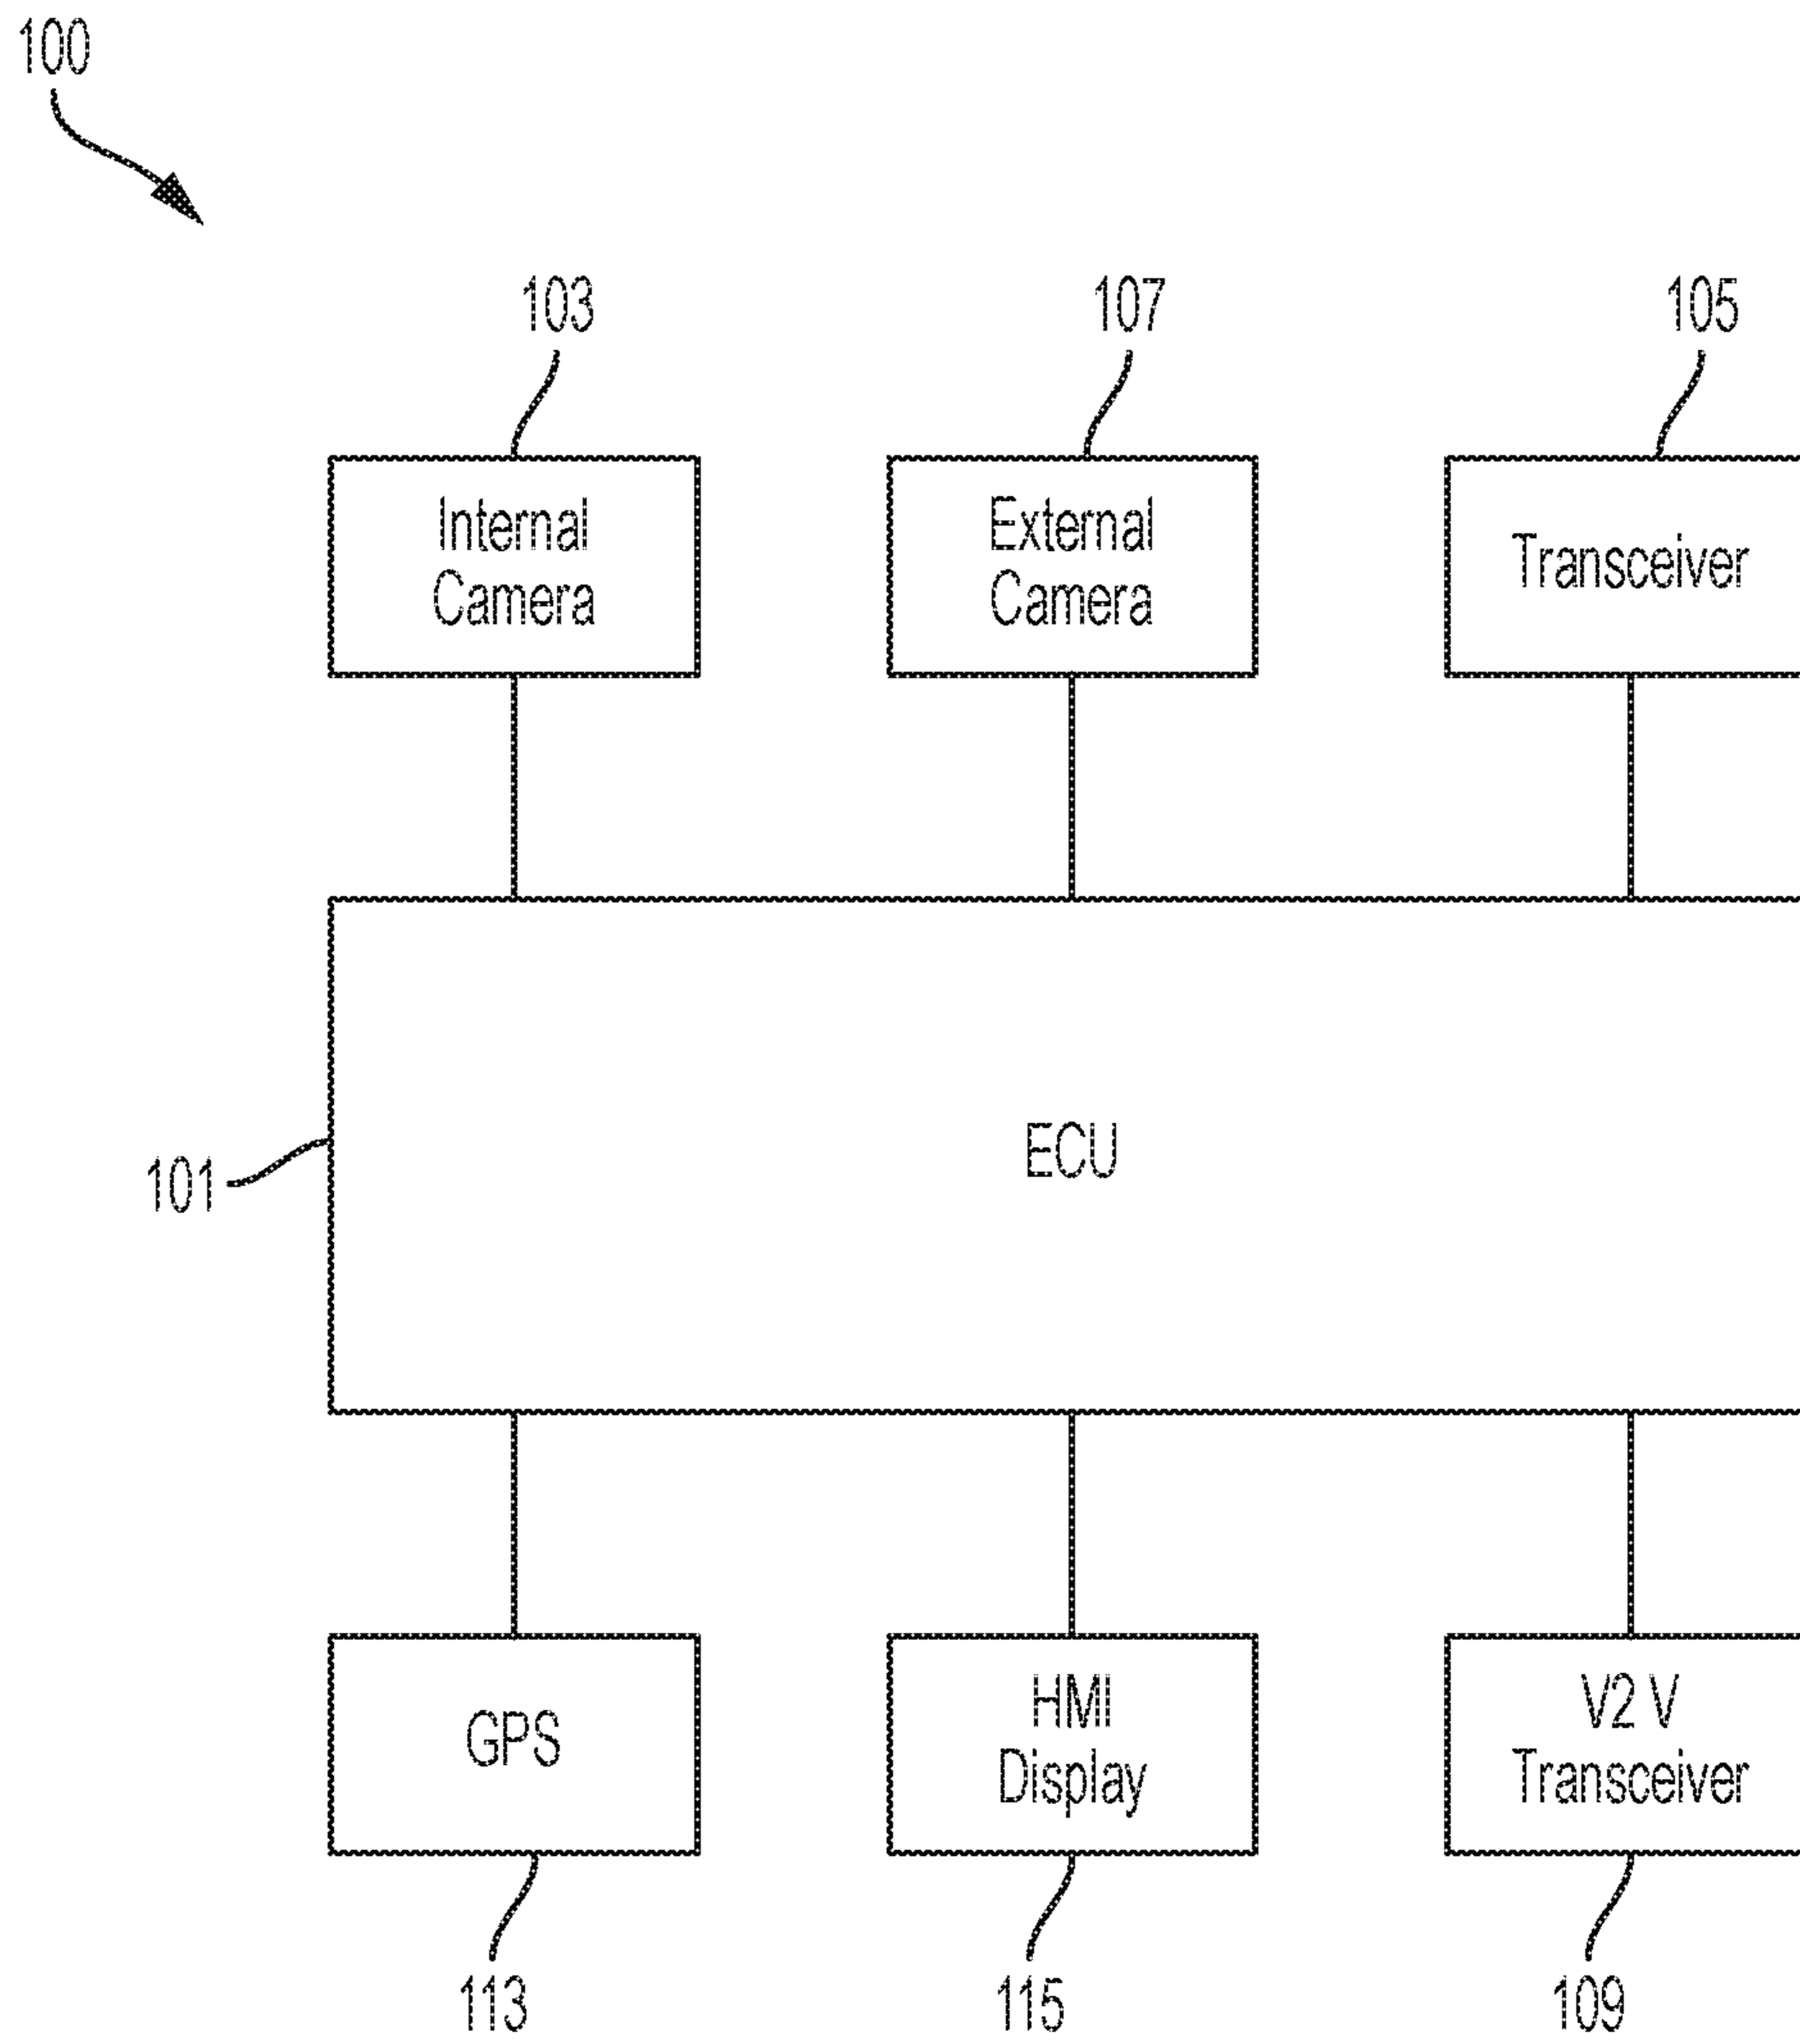 100
103
107
105
Internal
Camera
External
Camera
Transceiver
101
ECU
GPS
HMI
Display
V2 V
Transceiver
113
115
109